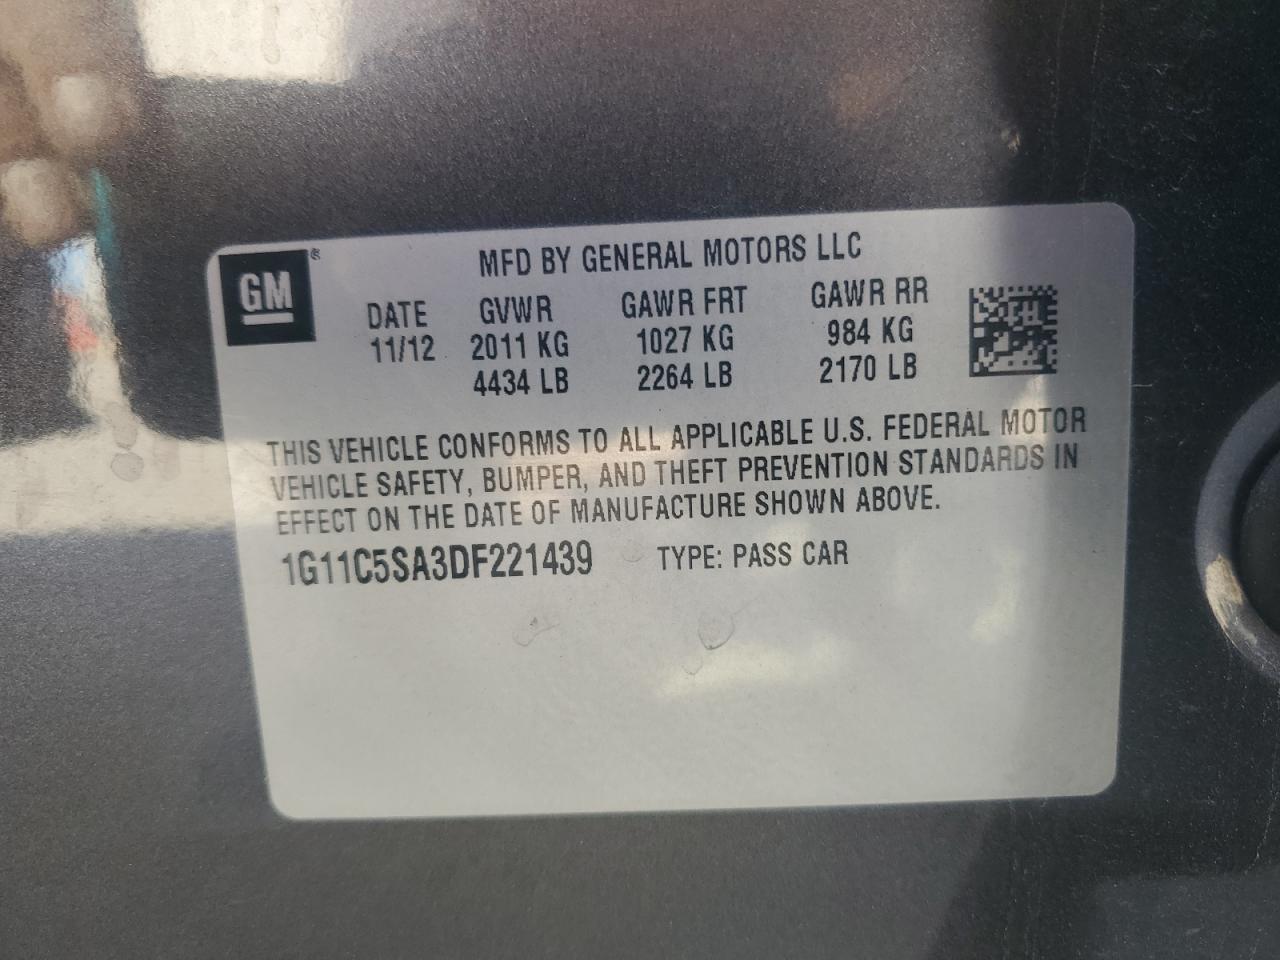 GM®
MFD BY GENERAL MOTORS LLC
DATE GVWR GAWR FRT GAWR RR
11/12 2011 KG 1027 KG 984 KG
4434 LB 2264 LB 2170 LB
THIS VEHICLE CONFORMS TO ALL APPLICABLE U.S. FEDERAL MOTOR
VEHICLE SAFETY, BUMPER, AND THEFT PREVENTION STANDARDS IN
EFFECT ON THE DATE OF MANUFACTURE SHOWN ABOVE.
1G11C5SA3DF221439 TYPE: PASS CAR